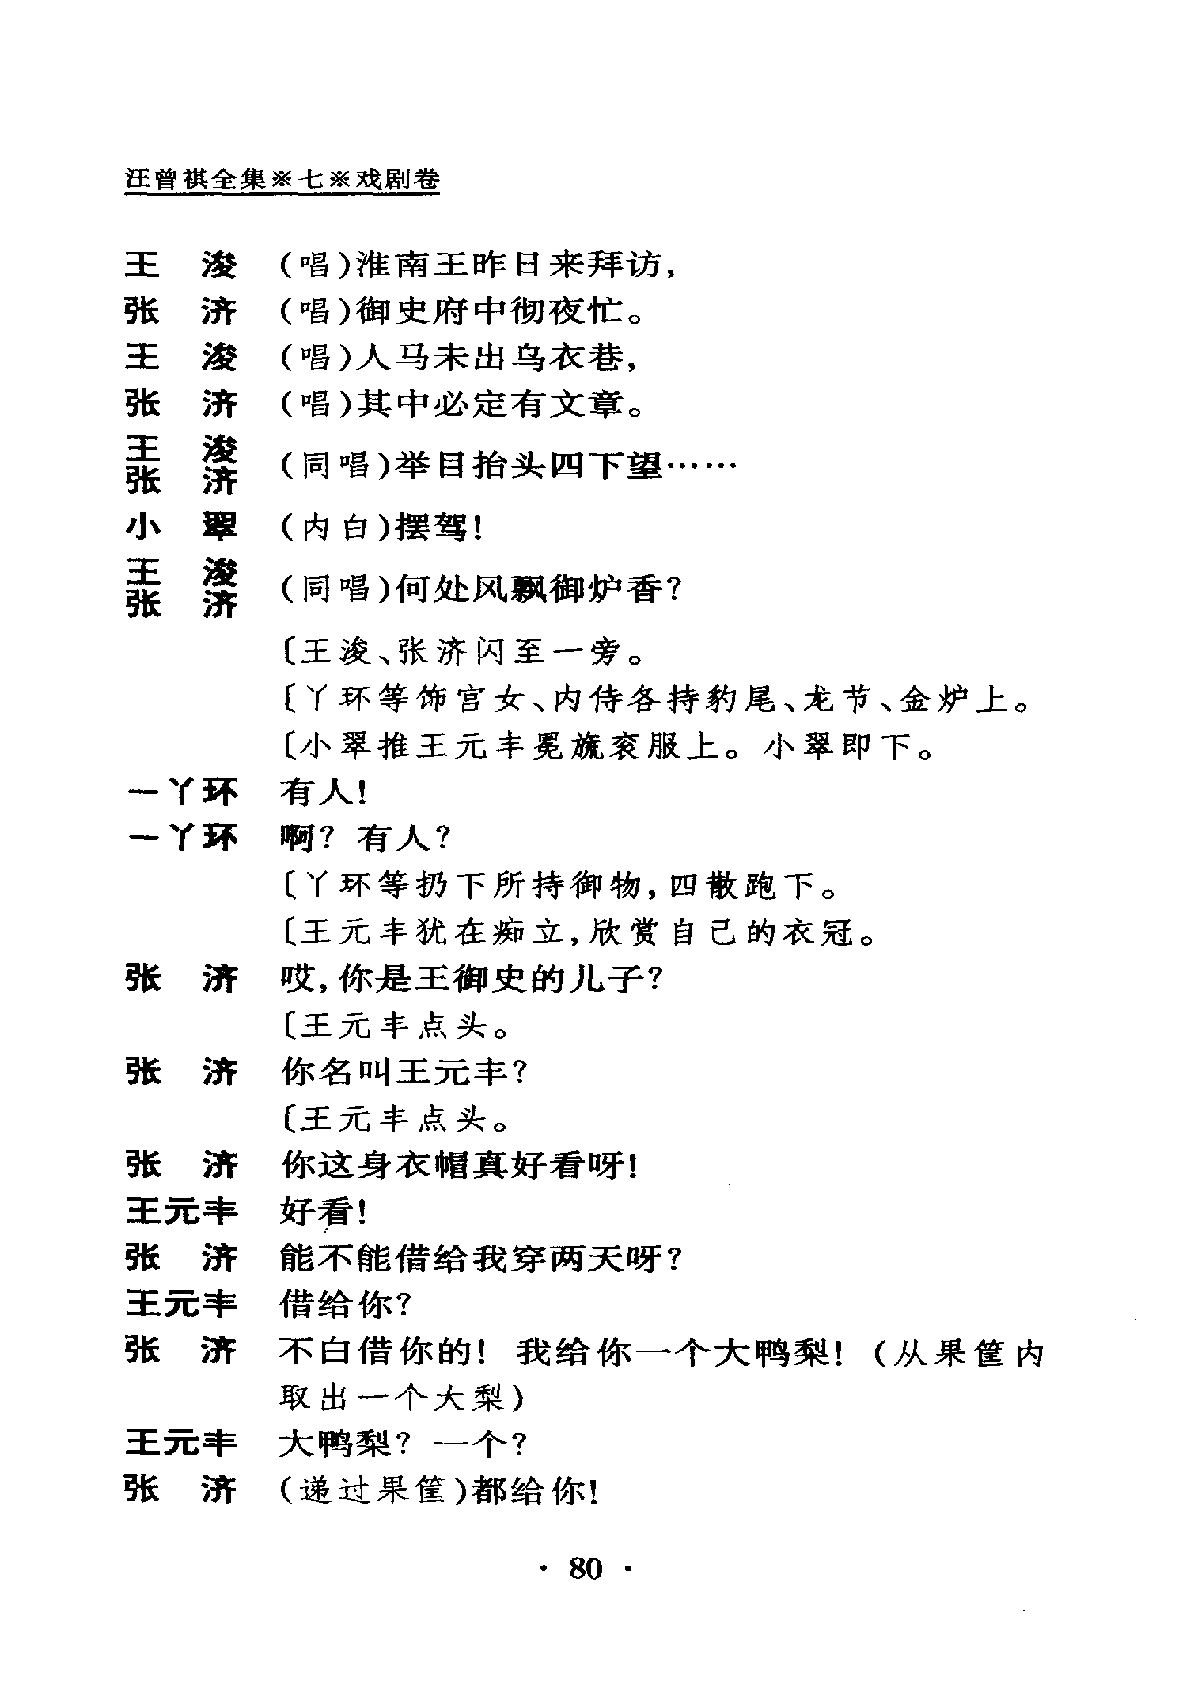 汪曾祺全集※七※戏剧卷
王　浚　(唱)淮南王昨日来拜访,
张　济　(唱)御史府中彻夜忙。
王　浚　(唱)人马未出乌衣巷,
张　济　(唱)其中必定有文章。
王　浚
张　济　(同唱)举目抬头四下望……
小　翠　(内白)摆驾!
王　浚
张　济　(同唱)何处风飘御炉香?
〔王浚、张济闪至一旁。
〔丫环等饰宫女、内侍各持豹尾、龙节、金炉上。
〔小翠推王元丰冕旒衮服上。小翠即下。
一丫环　有人!
一丫环　啊? 有人?
〔丫环等扔下所持御物,四散跑下。
〔王元丰犹在痴立,欣赏自己的衣冠。
张　济　哎,你是王御史的儿子?
〔王元丰点头。
张　济　你名叫王元丰?
〔王元丰点头。
张　济　你这身衣帽真好看呀!
王元丰　好看!
张　济　能不能借给我穿两天呀?
王元丰　借给你?
张　济　不白借你的! 我给你一个大鸭梨! (从果筐内
取出一个大梨)
王元丰　大鸭梨? 一个?
张　济　(递过果筐)都给你!
· 80 ·